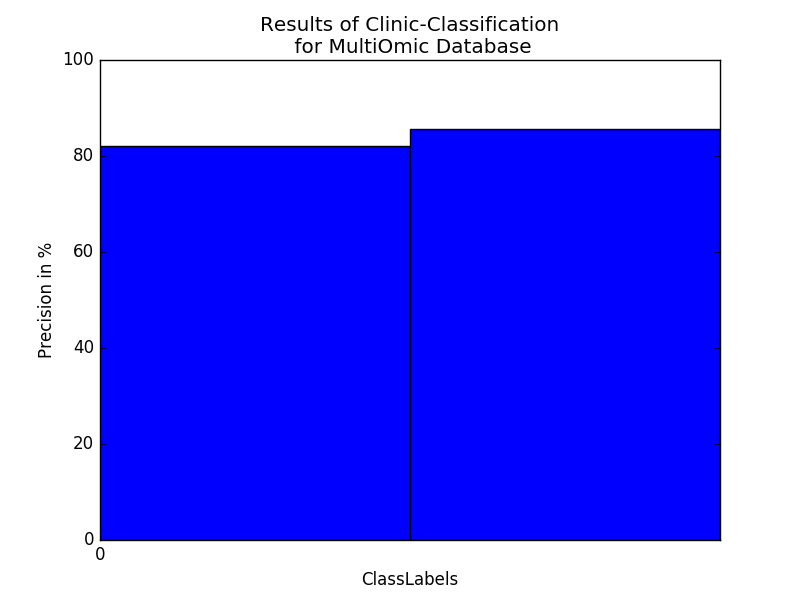 Results of Clinic-Classification
for MultiOmic Database
100
80
60
40
20
0
Precision in %
0
ClassLabels